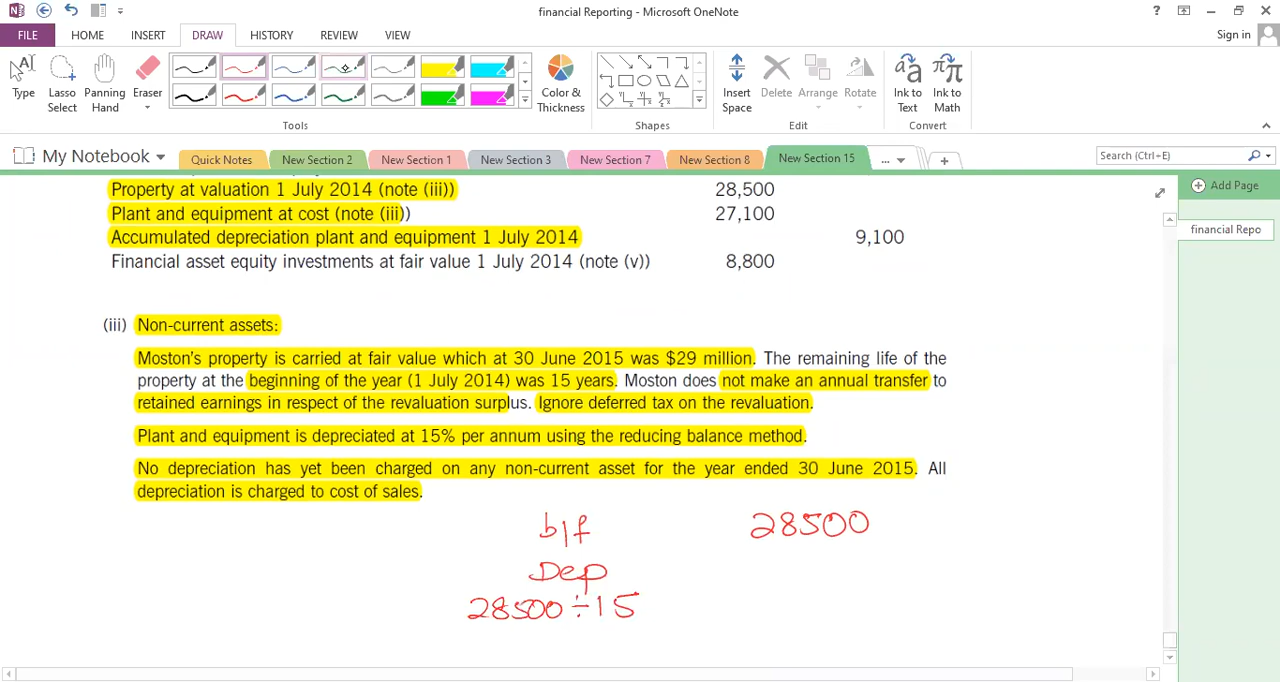 financial Reporting - Microsoft OneNote
FILE HOME INSERT DRAW HISTORY REVIEW VIEW Sign in
Type Lasso Select Panning Hand Eraser Color & Thickness Insert Space Delete Arrange Rotate Ink to Text Ink to Math
Tools Shapes Edit Convert
My Notebook Quick Notes New Section 2 New Section 1 New Section 3 New Section 7 New Section 8 New Section 15 ... Search (Ctrl+E)
Add Page
financial Repo
Property at valuation 1 July 2014 (note (iii)) 28,500
Plant and equipment at cost (note (iii)) 27,100
Accumulated depreciation plant and equipment 1 July 2014 9,100
Financial asset equity investments at fair value 1 July 2014 (note (v)) 8,800
(iii) Non-current assets:
Moston's property is carried at fair value which at 30 June 2015 was $29 million. The remaining life of the
property at the beginning of the year (1 July 2014) was 15 years. Moston does not make an annual transfer to
retained earnings in respect of the revaluation surplus. Ignore deferred tax on the revaluation.
Plant and equipment is depreciated at 15% per annum using the reducing balance method.
No depreciation has yet been charged on any non-current asset for the year ended 30 June 2015. All
depreciation is charged to cost of sales.
b/f 28500
Dep
28500 ÷ 15